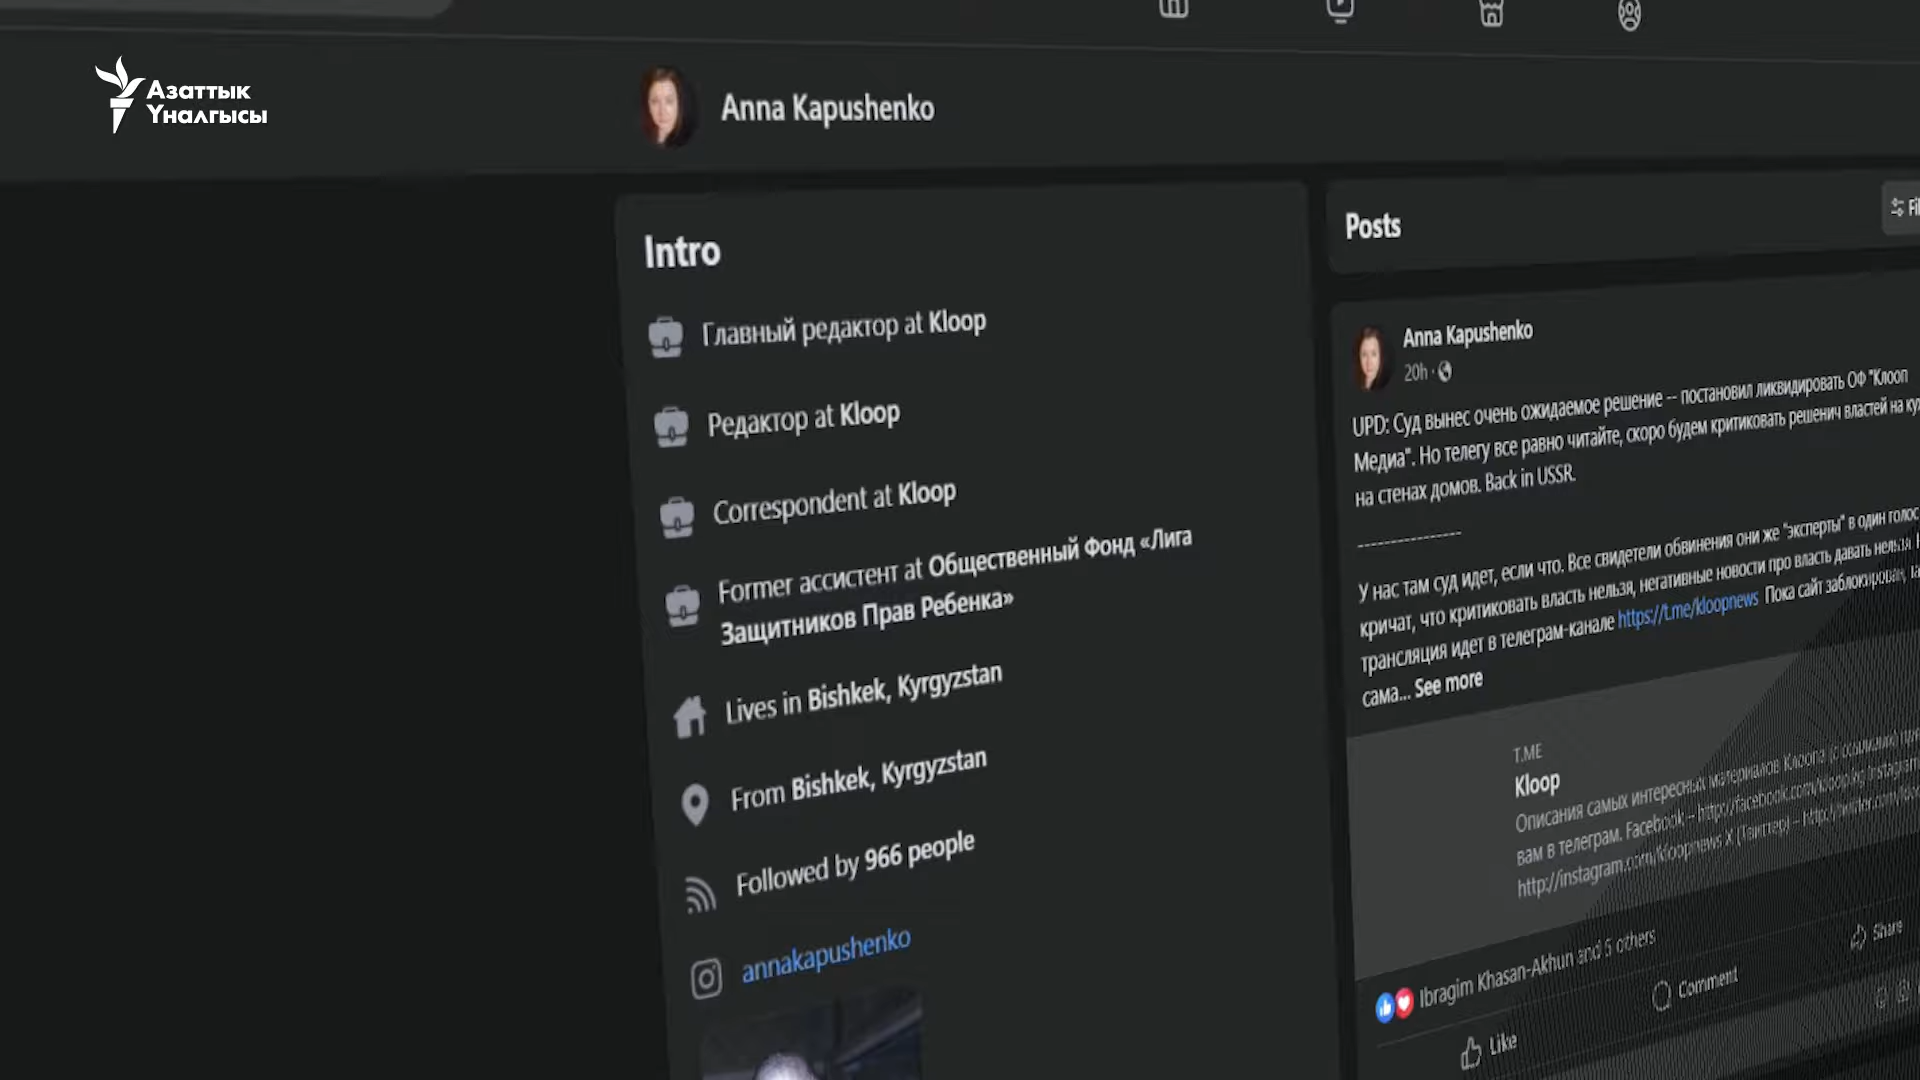 Азаттык
Үналгысы
Anna Kapushenko
Intro
Главный редактор at Kloop
Редактор at Kloop
Correspondent at Kloop
Former ассистент at Общественный Фонд «Лига
Защитников Прав Ребенка»
Lives in Bishkek, Kyrgyzstan
From Bishkek, Kyrgyzstan
Followed by 966 people
annakapushenko
Posts
Anna Kapushenko
20h
UPD: Суд вынес очень ожидаемое решение -- постановил ликвидировать ОФ "Клооп
Медиа". Но телегу все равно читайте, скоро будем критиковать решенич властей на
на стенах домов. Back in USSR.
----------------
У нас там суд идет, если что. Все свидетели обвинения они же "эксперты" в один голос
кричат, что критиковать власть нельзя, негативные новости про власть давать нельзя.
трансляция идет в телеграм-канале https://t.me/kloopnews Пока сайт заблокирован,
сама... See more
T.ME
Kloop
Описания самых интересных материалов Клоопа (с ссылками)
вам в телеграм. Facebook – http://facebook.com/kloop.kg Instagram
http://instagram.com/kloopnews X (Твиттер) –
Ibragim Khasan-Akhun and 5 others
Like
Comment
Share